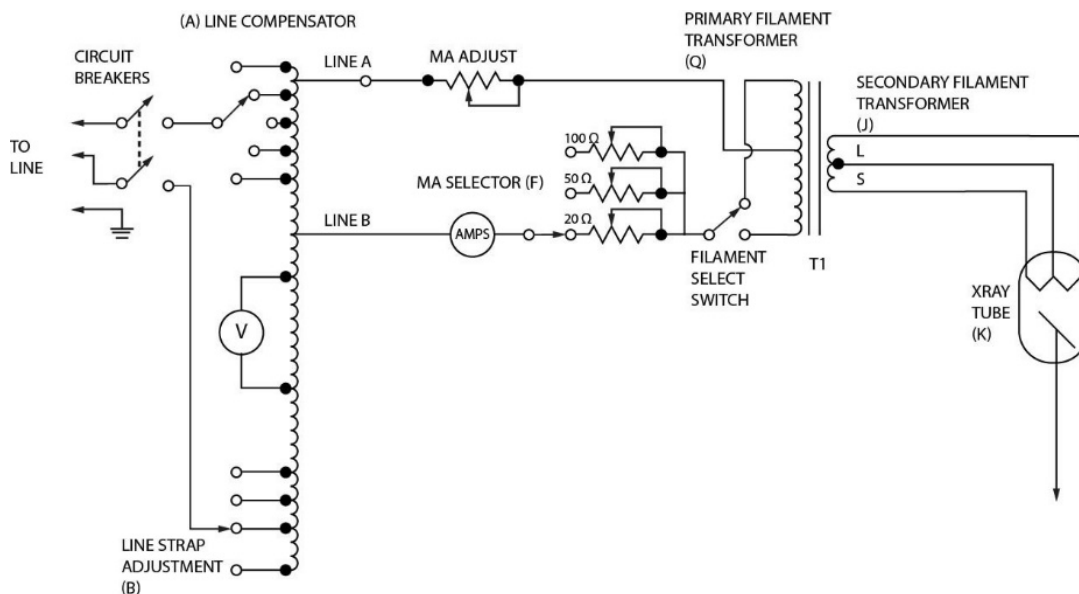 (A) LINE COMPENSATOR
CIRCUIT
BREAKERS
TO
LINE
LINE A
MA ADJUST
PRIMARY FILAMENT
TRANSFORMER
(Q)
SECONDARY FILAMENT
TRANSFORMER
(J)
L
S
100 Ω
50 Ω
20 Ω
MA SELECTOR (F)
LINE B
AMPS
FILAMENT
SELECT
SWITCH
T1
XRAY
TUBE
(K)
V
LINE STRAP
ADJUSTMENT
(B)